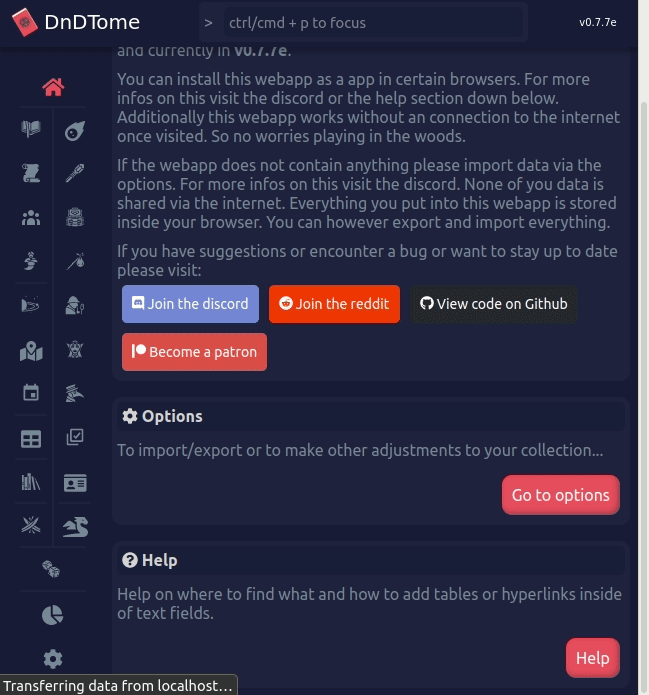 DnDTome
> ctrl/cmd + p to focus
v0.7.7e
and currently in v0.7.7e.
You can install this webapp as a app in certain browsers. For more
infos on this visit the discord or the help section down below.
Additionally this webapp works without an connection to the internet
once visited. So no worries playing in the woods.
If the webapp does not contain anything please import data via the
options. For more infos on this visit the discord. None of you data is
shared via the internet. Everything you put into this webapp is stored
inside your browser. You can however export and import everything.
If you have suggestions or encounter a bug or want to stay up to date
please visit:
Join the discord
Join the reddit
View code on Github
Become a patron
Options
To import/export or to make other adjustments to your collection...
Go to options
Help
Help on where to find what and how to add tables or hyperlinks inside
of text fields.
Help
Transferring data from localhost...